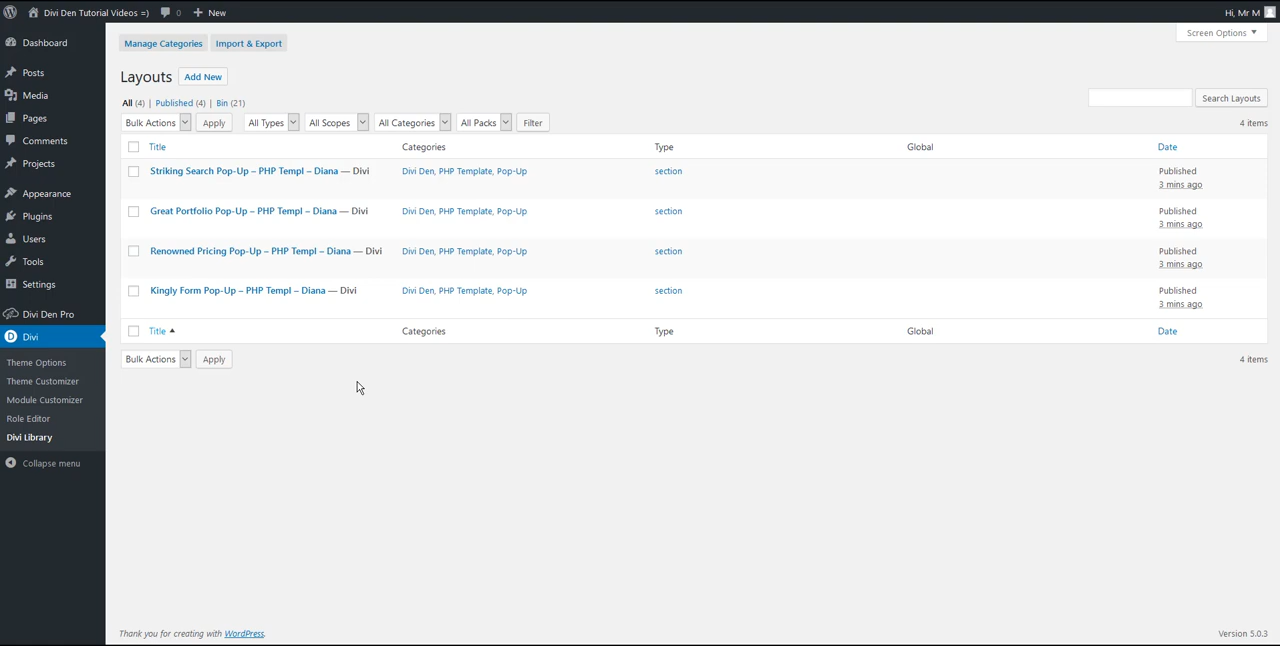 Divi Den Tutorial Videos =) 0 New Hi, Mr M
Dashboard
Posts
Media
Pages
Comments
Projects
Appearance
Plugins
Users
Tools
Settings
Divi Den Pro
Divi
Theme Options
Theme Customizer
Module Customizer
Role Editor
Divi Library
Collapse menu
Screen Options
Manage Categories Import & Export
Layouts Add New
All (4) | Published (4) | Bin (21)
Search Layouts
Bulk Actions Apply All Types All Scopes All Categories All Packs Filter 4 items
Title Categories Type Global Date
Striking Search Pop-Up – PHP Templ – Diana — Divi Divi Den, PHP Template, Pop-Up section Published
3 mins ago
Great Portfolio Pop-Up – PHP Templ – Diana — Divi Divi Den, PHP Template, Pop-Up section Published
3 mins ago
Renowned Pricing Pop-Up – PHP Templ – Diana — Divi Divi Den, PHP Template, Pop-Up section Published
3 mins ago
Kingly Form Pop-Up – PHP Templ – Diana — Divi Divi Den, PHP Template, Pop-Up section Published
3 mins ago
Title Categories Type Global Date
Bulk Actions Apply 4 items
Thank you for creating with WordPress. Version 5.0.3